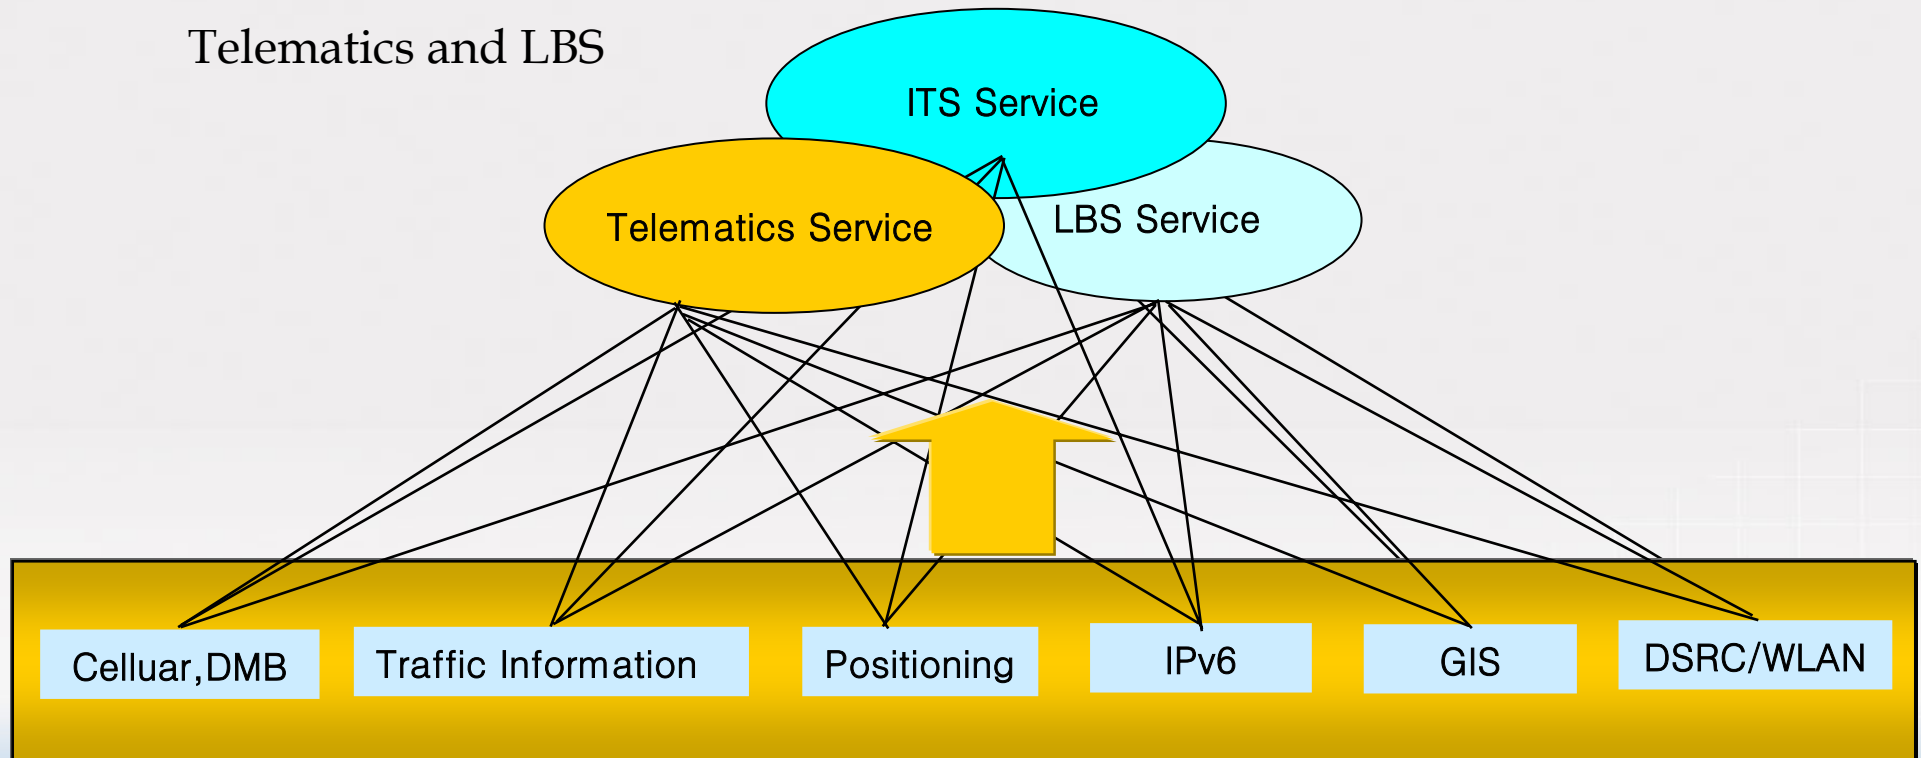 Telematics and LBS
ITS Service
Telematics Service
LBS Service
Celluar,DMB
Traffic Information
Positioning
IPv6
GIS
DSRC/WLAN